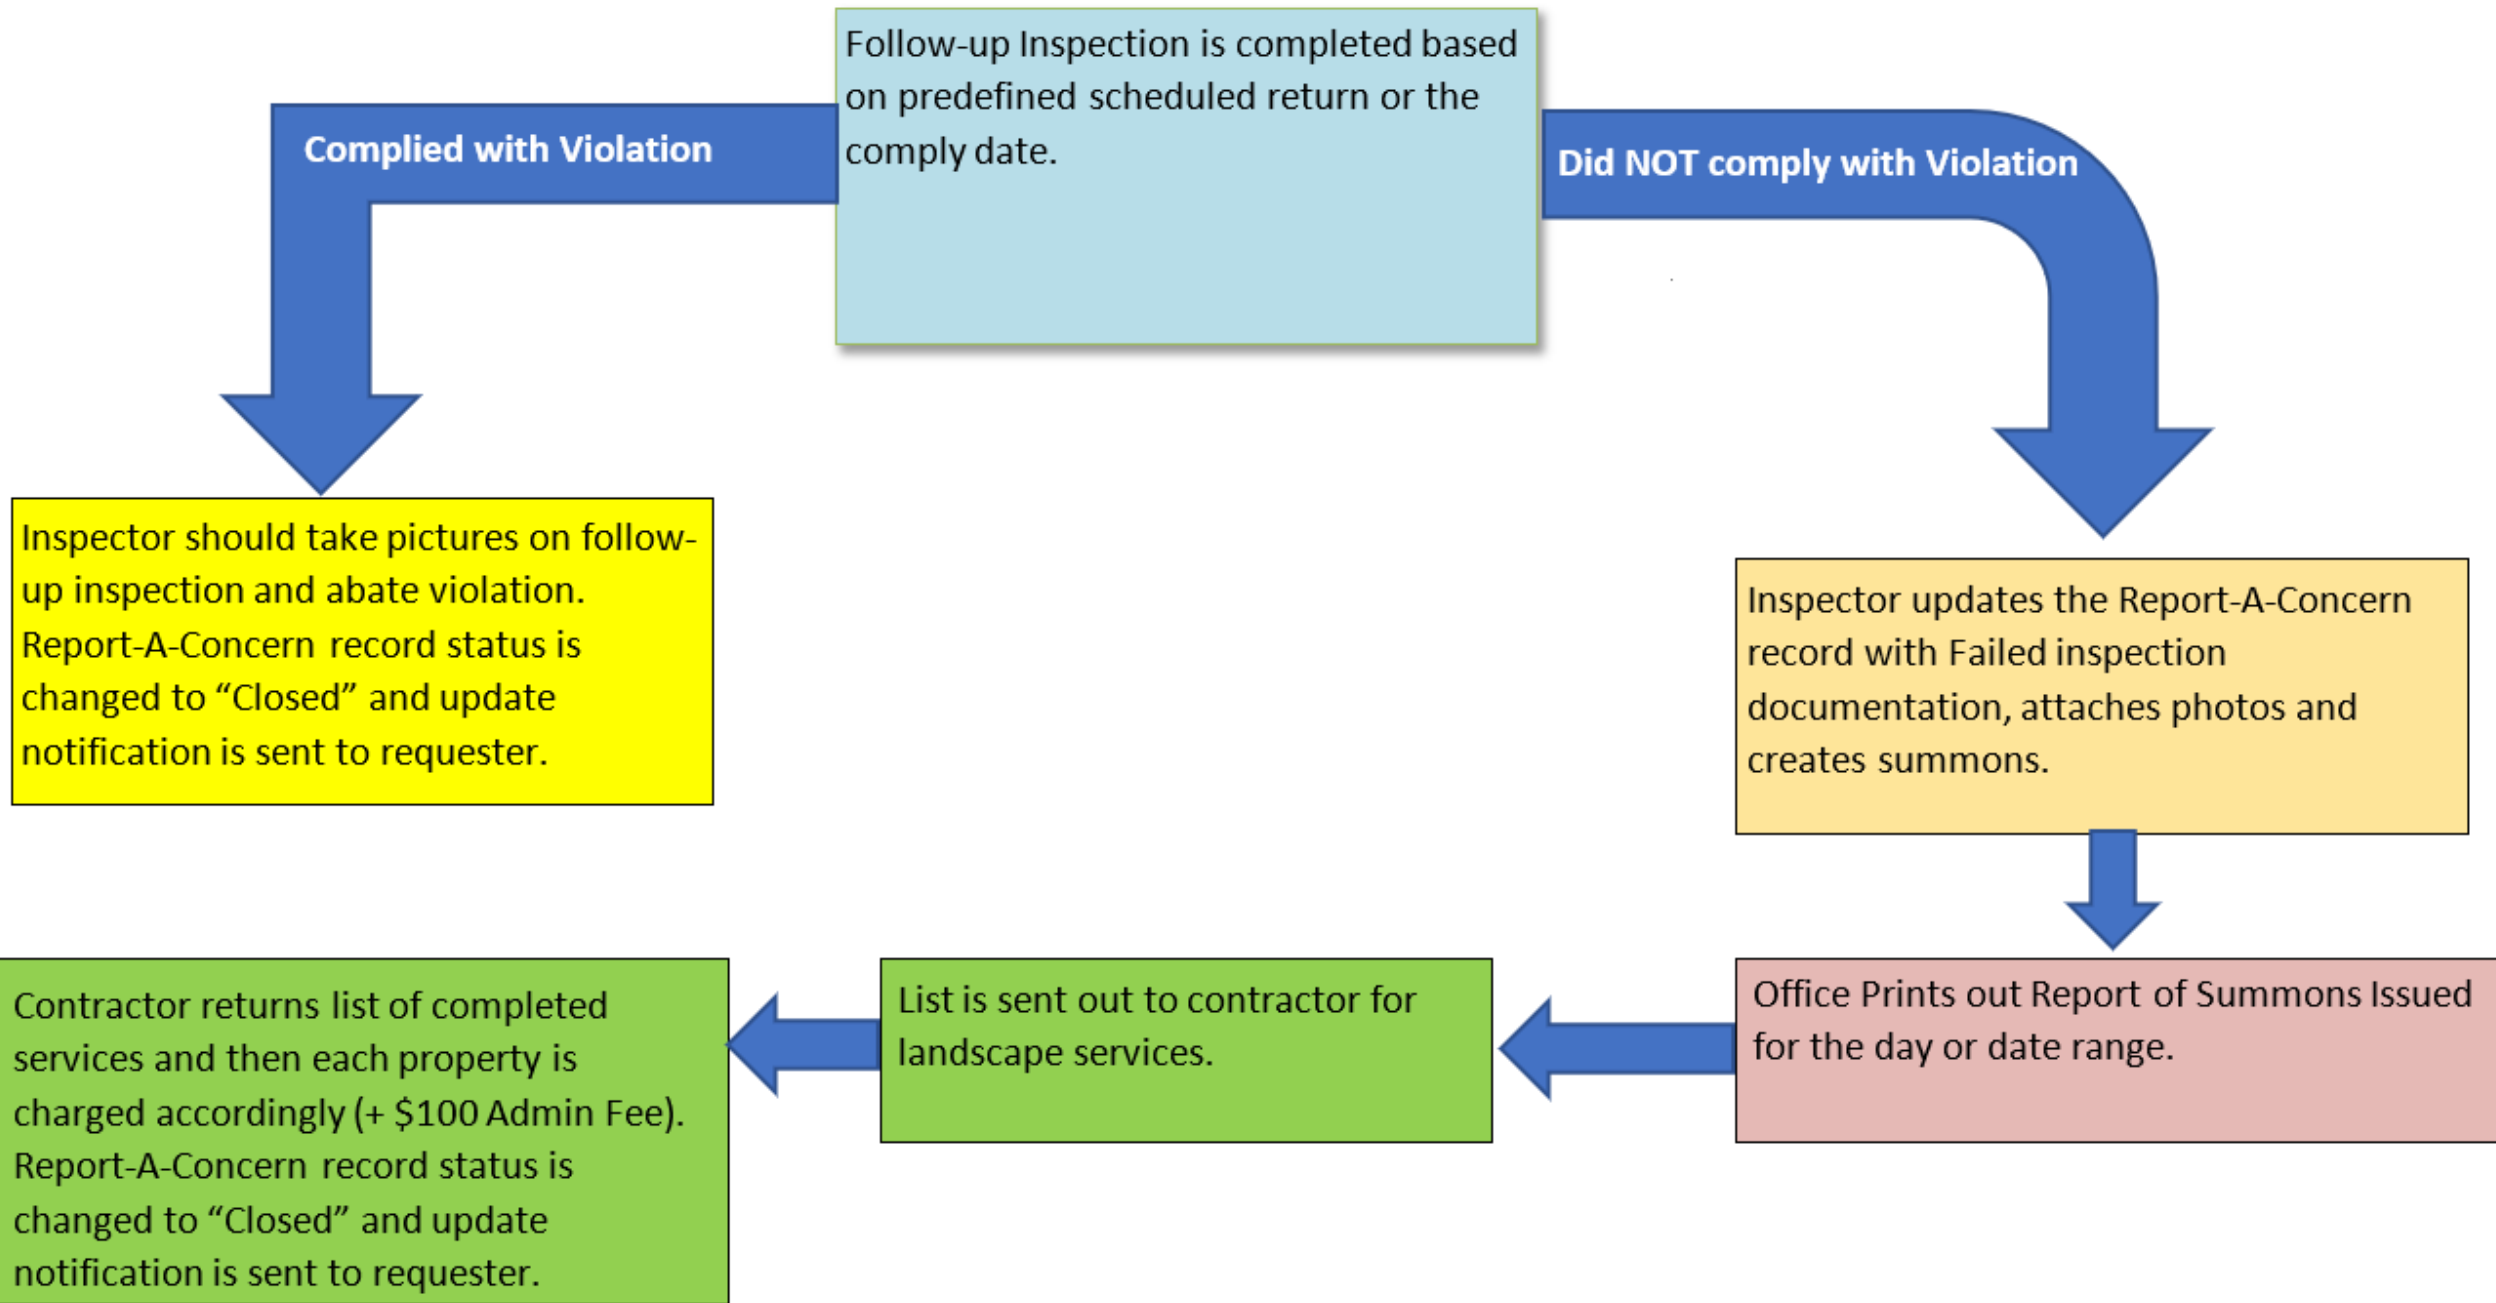 Follow-up Inspection is completed based
on predefined scheduled return or the
comply date.
Complied with Violation
Did NOT comply with Violation
Inspector should take pictures on follow-
up inspection and abate violation.
Report-A-Concern record status is
changed to “Closed” and update
notification is sent to requester.
Inspector updates the Report-A-Concern
record with Failed inspection
documentation, attaches photos and
creates summons.
Office Prints out Report of Summons Issued
for the day or date range.
List is sent out to contractor for
landscape services.
Contractor returns list of completed
services and then each property is
charged accordingly (+ $100 Admin Fee).
Report-A-Concern record status is
changed to “Closed” and update
notification is sent to requester.